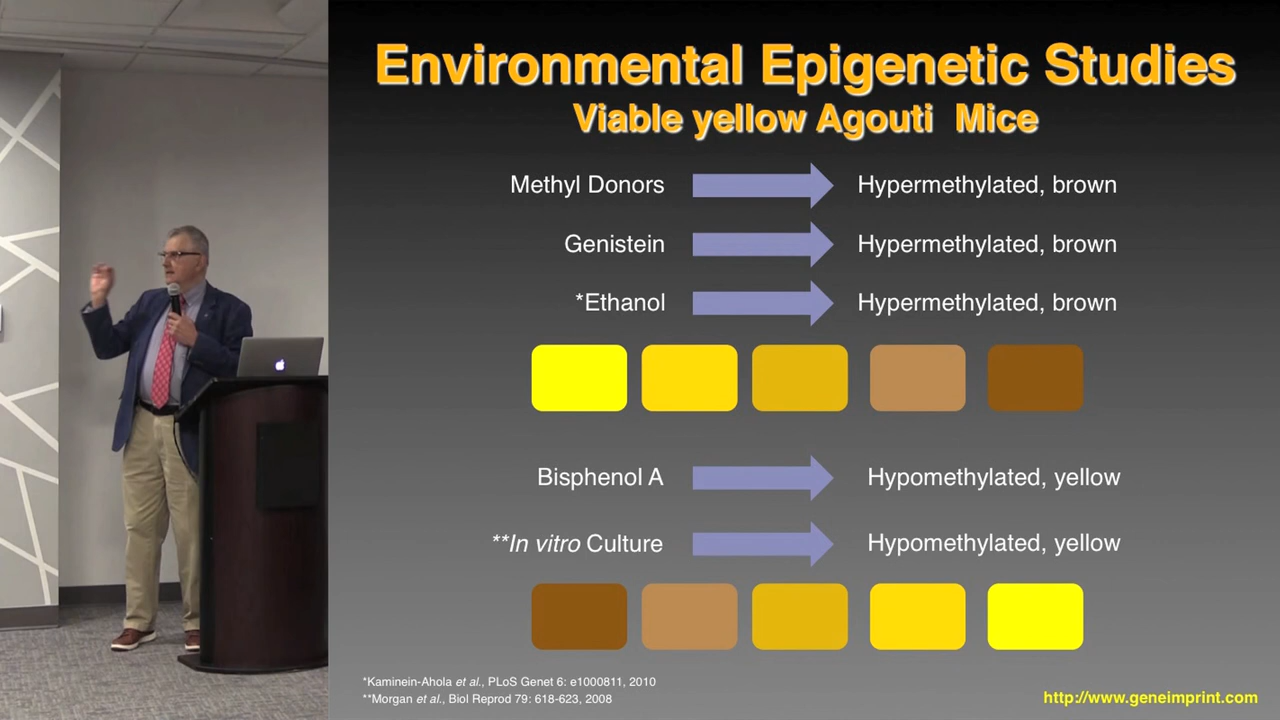 Environmental Epigenetic Studies
Viable yellow Agouti Mice
Methyl Donors Hypermethylated, brown
Genistein Hypermethylated, brown
*Ethanol Hypermethylated, brown
Bisphenol A Hypomethylated, yellow
**In vitro Culture Hypomethylated, yellow
*Kaminein-Ahola et al., PLoS Genet 6: e1000811, 2010
**Morgan et al., Biol Reprod 79: 618-623, 2008
http://www.geneimprint.com